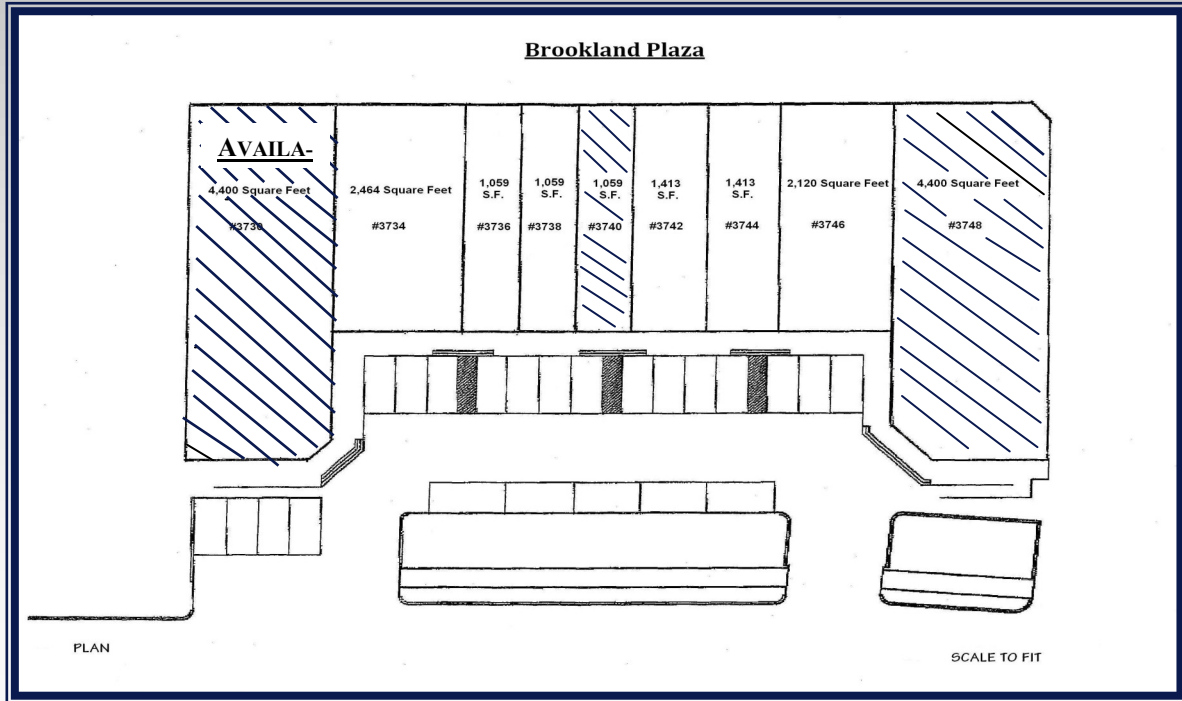 Brookland Plaza
AVAILA-
4,400 Square Feet
#3730
2,464 Square Feet
#3734
1,059
S.F.
#3736
1,059
S.F.
#3738
1,059
S.F.
#3740
1,413
S.F.
#3742
1,413
S.F.
#3744
2,120 Square Feet
#3746
4,400 Square Feet
#3748
PLAN
SCALE TO FIT